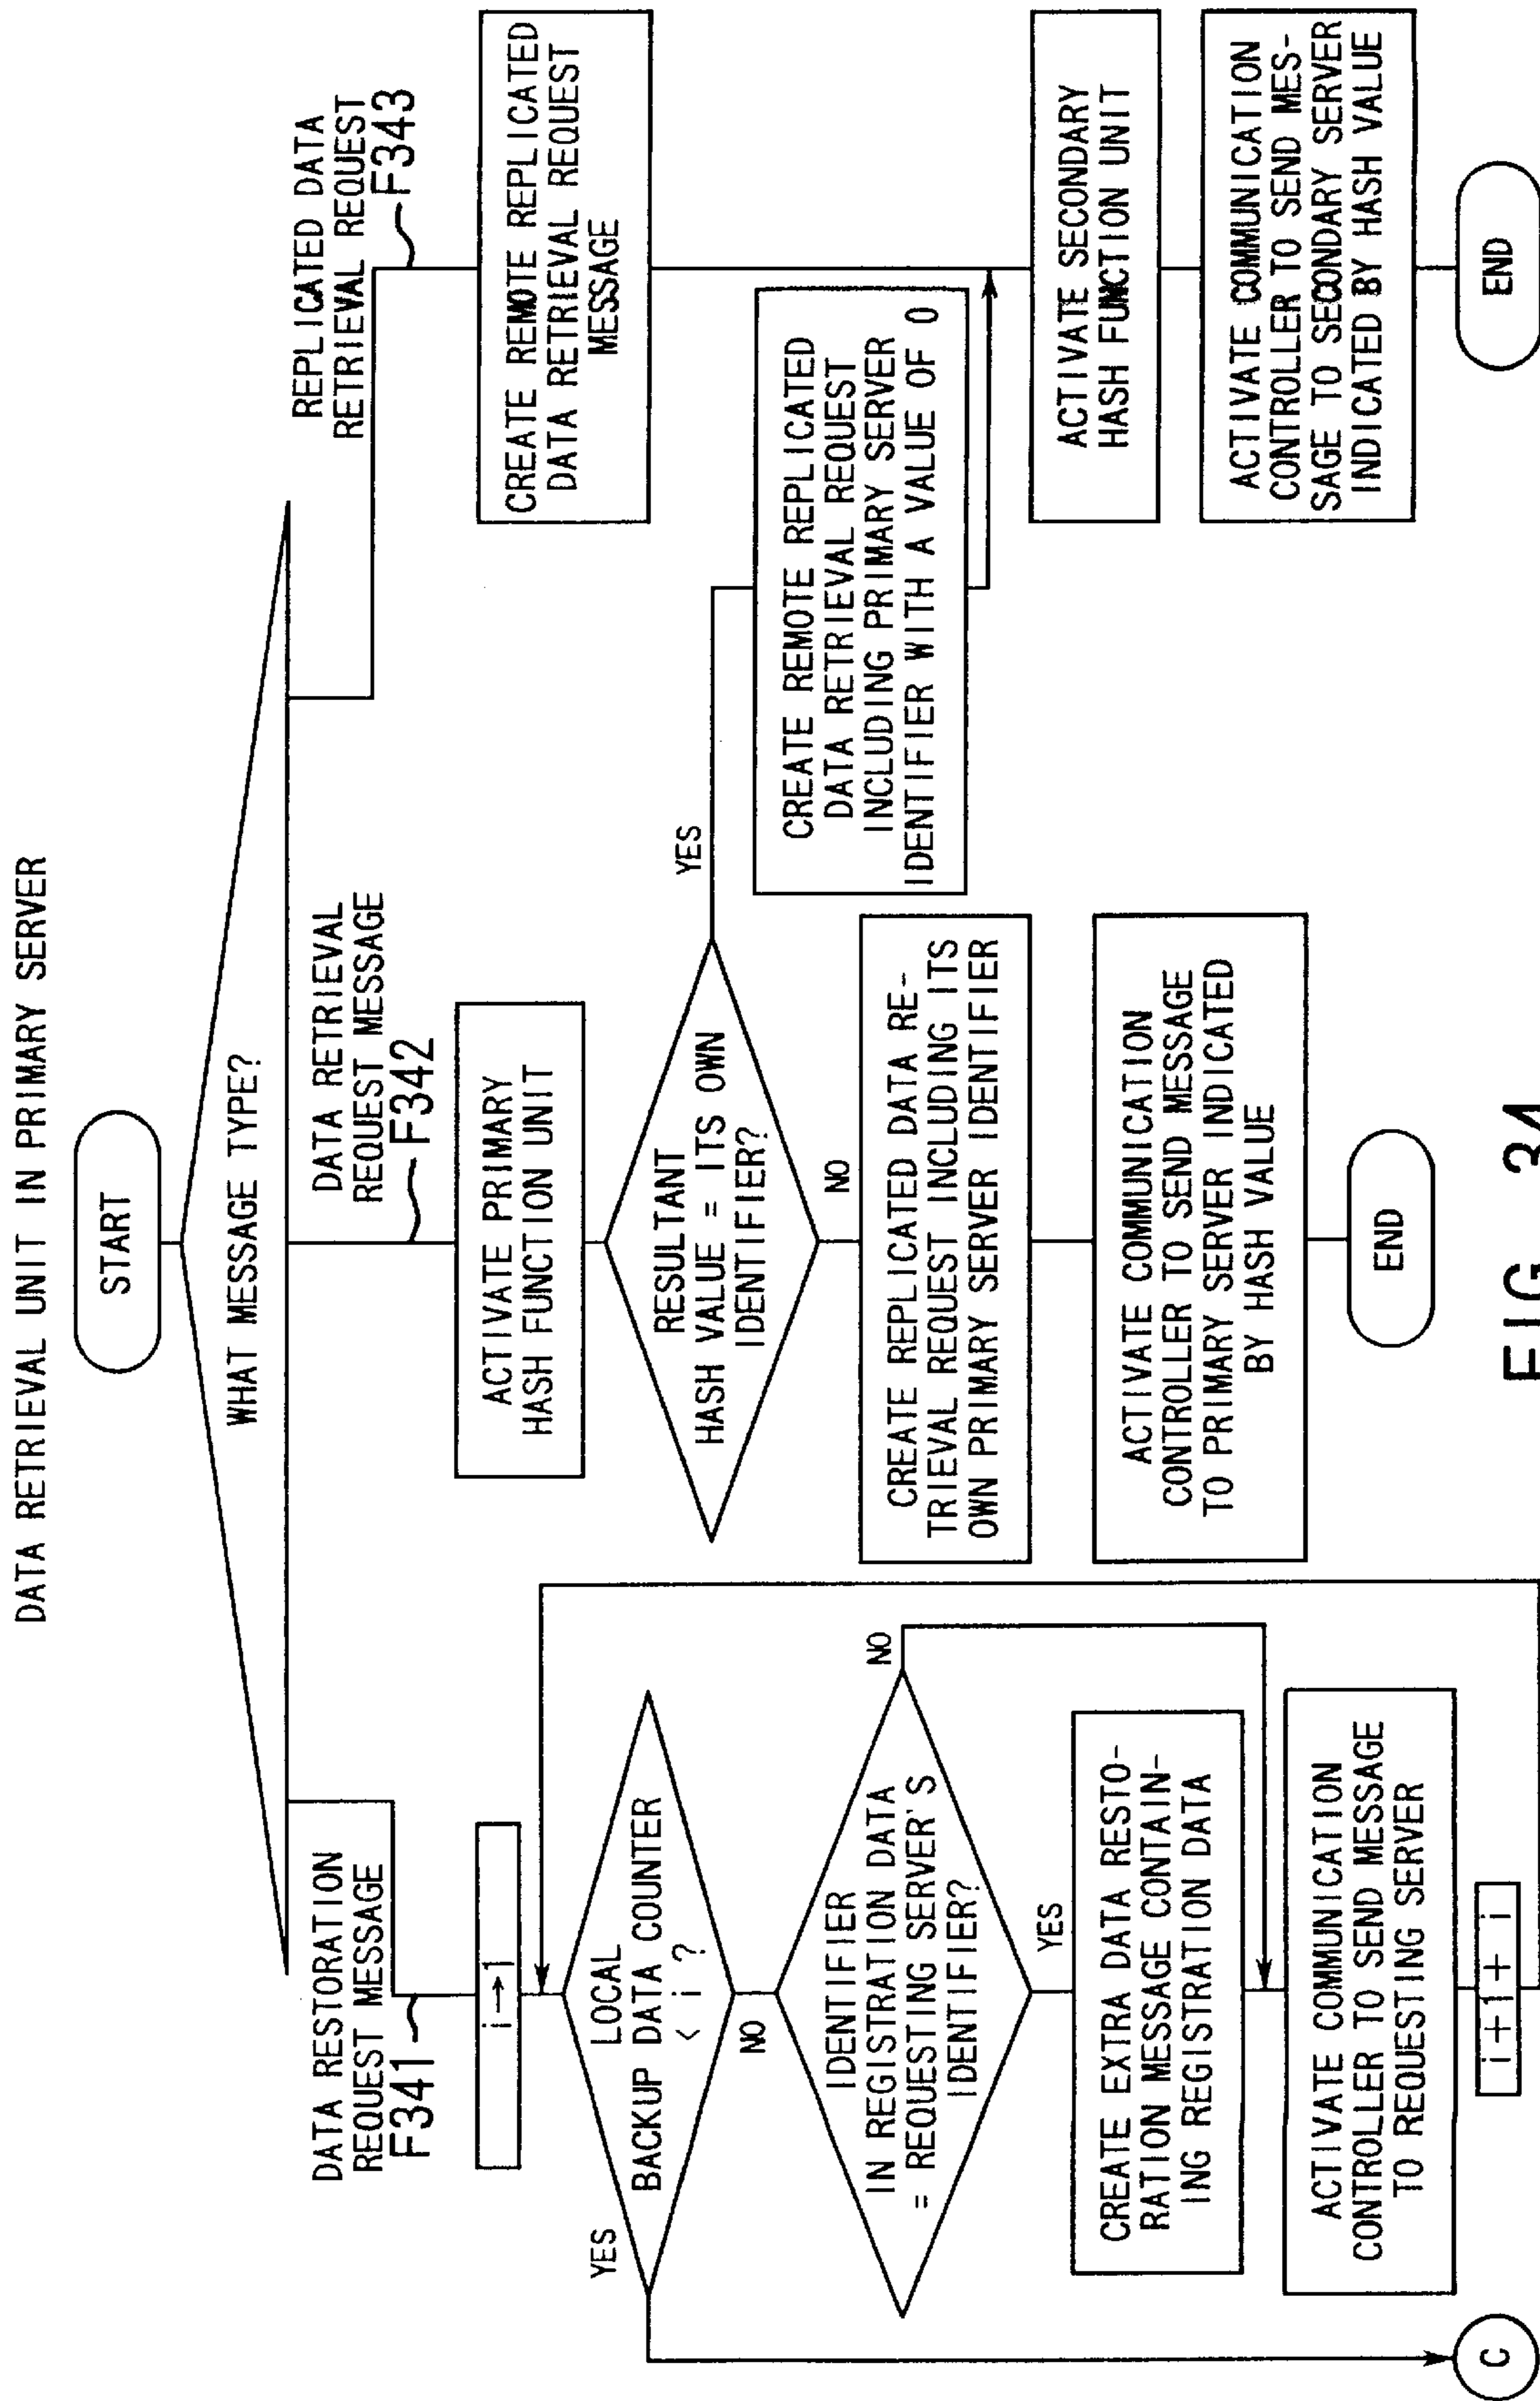 DATA RETRIEVAL UNIT IN PRIMARY SERVER
START
WHAT MESSAGE TYPE?
DATA RESTORATION
REQUEST MESSAGE
F341
i→1
LOCAL
BACKUP DATA COUNTER
< i ?
YES
NO
IDENTIFIER
IN REGISTRATION DATA
= REQUESTING SERVER'S
IDENTIFIER?
NO
YES
CREATE EXTRA DATA RESTO-
RATION MESSAGE CONTAIN-
ING REGISTRATION DATA
ACTIVATE COMMUNICATION
CONTROLLER TO SEND MESSAGE
TO REQUESTING SERVER
i+1+ i
C
DATA RETRIEVAL
REQUEST MESSAGE
F342
ACTIVATE PRIMARY
HASH FUNCTION UNIT
RESULTANT
HASH VALUE = ITS OWN
IDENTIFIER?
YES
NO
CREATE REPLICATED DATA RE-
TRIEVAL REQUEST INCLUDING ITS
OWN PRIMARY SERVER IDENTIFIER
ACTIVATE COMMUNICATION
CONTROLLER TO SEND MESSAGE
TO PRIMARY SERVER INDICATED
BY HASH VALUE
END
CREATE REMOTE REPLICATED
DATA RETRIEVAL REQUEST
INCLUDING PRIMARY SERVER
IDENTIFIER WITH A VALUE OF 0
REPLICATED DATA
RETRIEVAL REQUEST
F343
CREATE REMOTE REPLICATED
DATA RETRIEVAL REQUEST
MESSAGE
ACTIVATE SECONDARY
HASH FUNCTION UNIT
ACTIVATE COMMUNICATION
CONTROLLER TO SEND MES-
SAGE TO SECONDARY SERVER
INDICATED BY HASH VALUE
END
FIG. 34